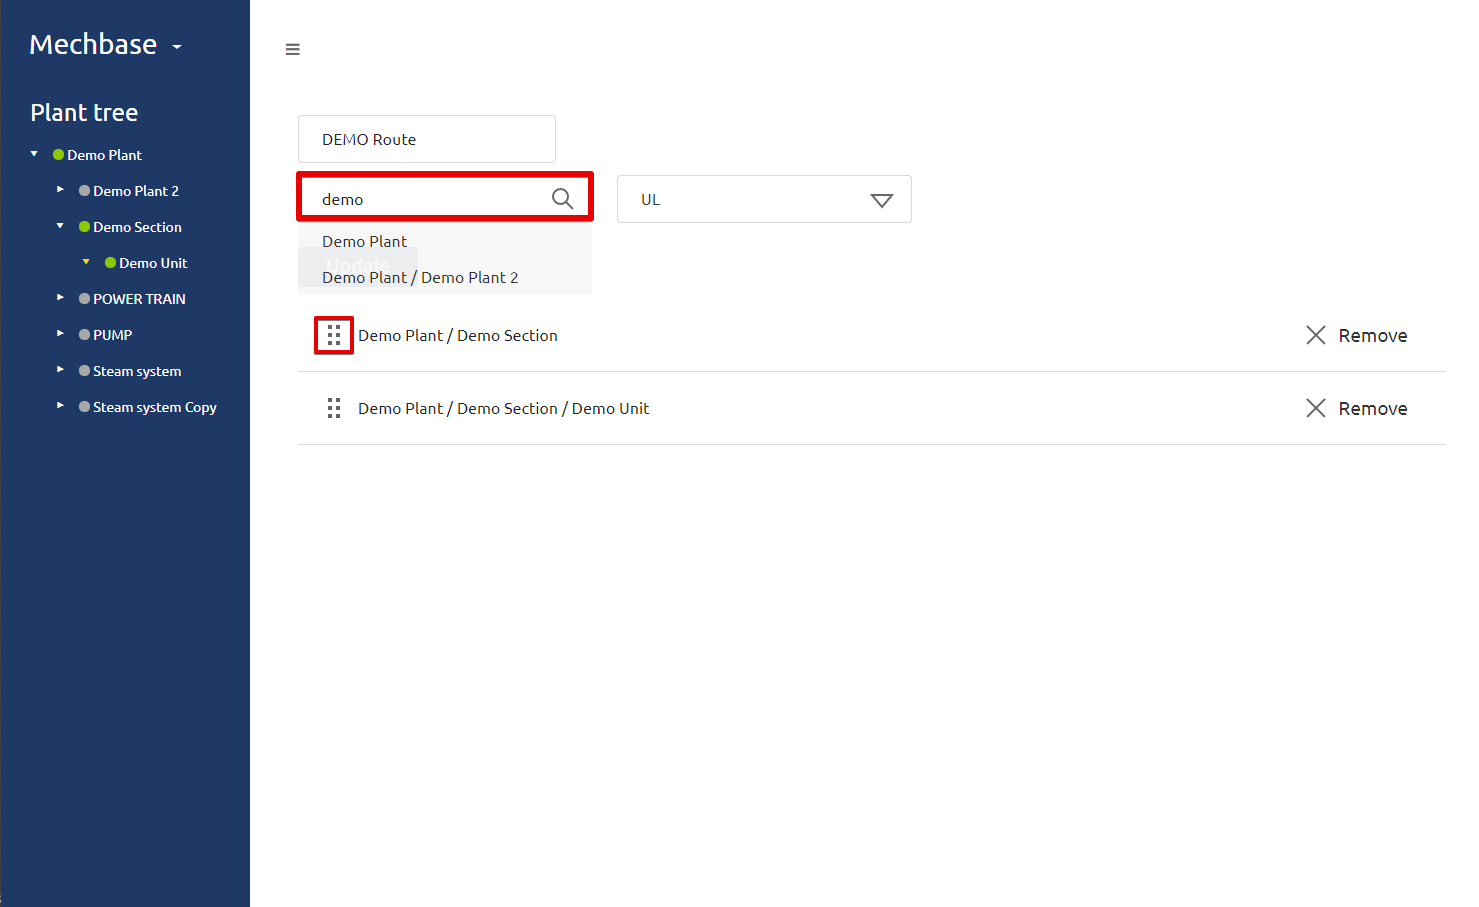 Mechbase
Plant tree
Demo Plant
Demo Plant 2
Demo Section
Demo Unit
POWER TRAIN
PUMP
Steam system
Steam system Copy
DEMO Route
demo
UL
Demo Plant
Update
Demo Plant / Demo Plant 2
Demo Plant / Demo Section
Remove
Demo Plant / Demo Section / Demo Unit
Remove